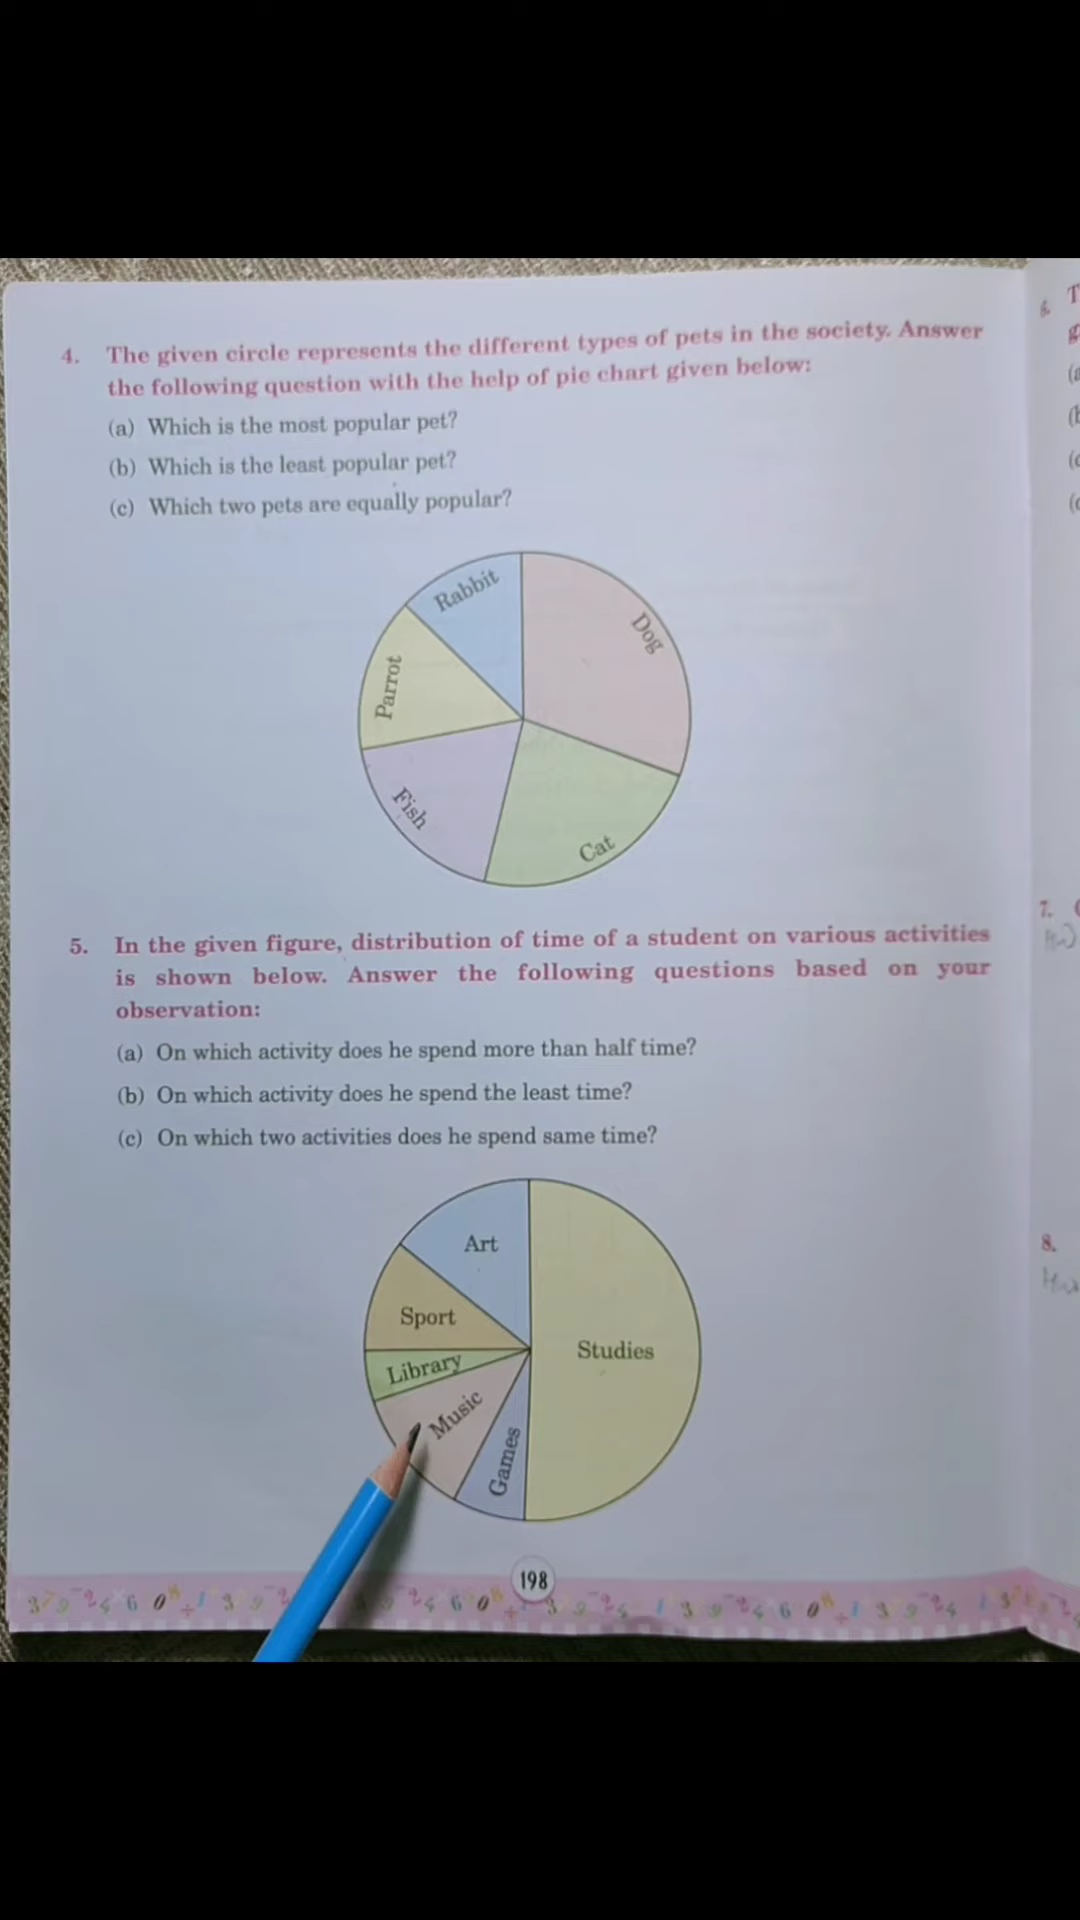 4. The given circle represents the different types of pets in the society. Answer
the following question with the help of pie chart given below:
(a) Which is the most popular pet?
(b) Which is the least popular pet?
(c) Which two pets are equally popular?
Rabbit
Dog
Parrot
Fish
Cat
5. In the given figure, distribution of time of a student on various activities
is shown below. Answer the following questions based on your
observation:
(a) On which activity does he spend more than half time?
(b) On which activity does he spend the least time?
(c) On which two activities does he spend same time?
Art
Sport
Studies
Library
Music
Games
198
7.
8.